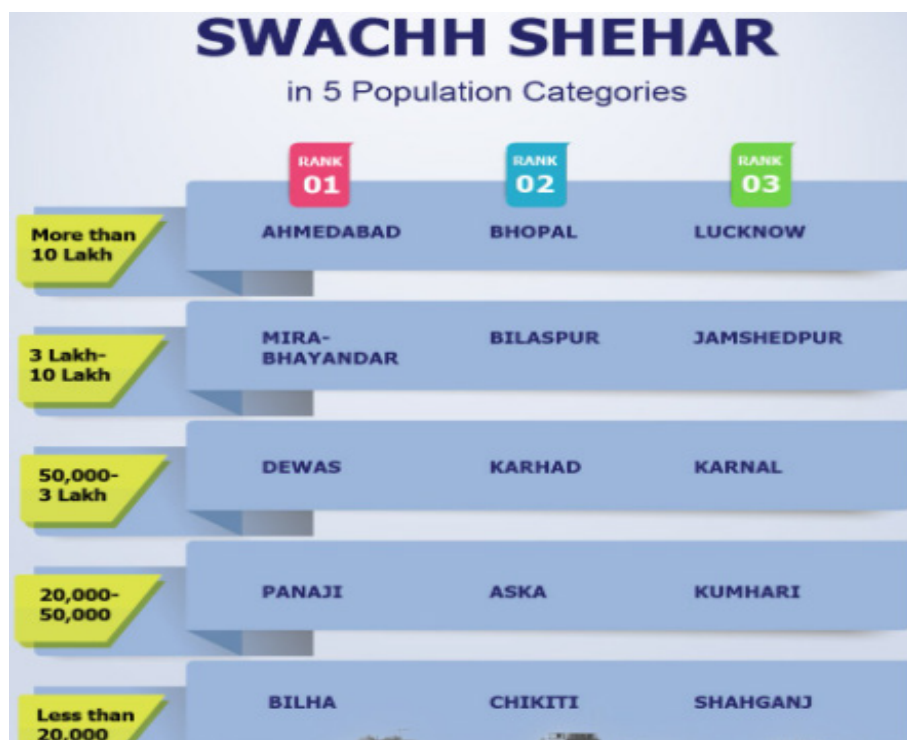 SWACHH SHEHAR
in 5 Population Categories
RANK
01
RANK
02
RANK
03
More than
10 Lakh
AHMEDABAD
BHOPAL
LUCKNOW
3 Lakh-
10 Lakh
MIRA-
BHAYANDAR
BILASPUR
JAMSHEDPUR
50,000-
3 Lakh
DEWAS
KARHAD
KARNAL
20,000-
50,000
PANAJI
ASKA
KUMHARI
Less than
20,000
BILHA
CHIKITI
SHAHGANJ